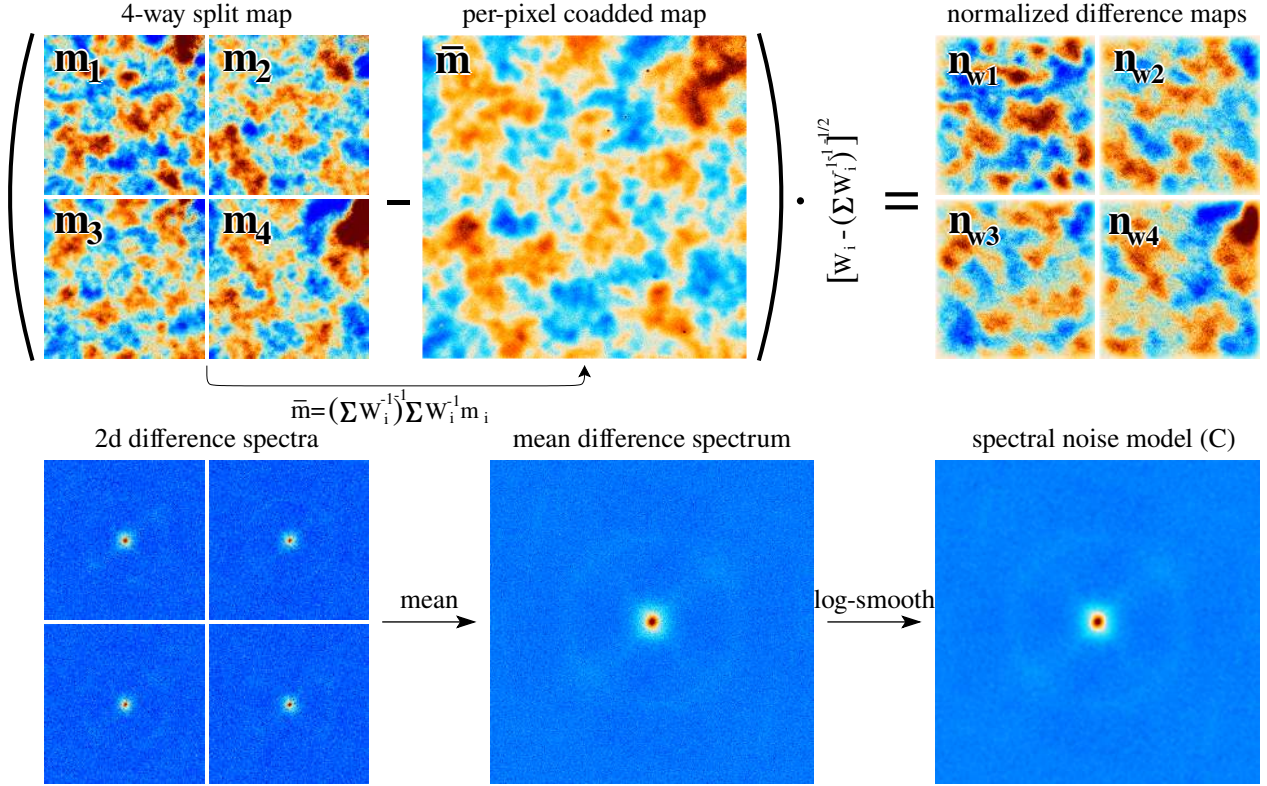 4-way split map
per-pixel coadded map
normalized difference maps
m1
m2
m̄
nw1
nw2
m3
m4
nw3
nw4
−
·
[Wi - (ΣWi^-1)^-1]^-1/2
=
m̄=(ΣWi^-1)^-1ΣWi^-1mi
2d difference spectra
mean difference spectrum
spectral noise model (C)
mean
log-smooth